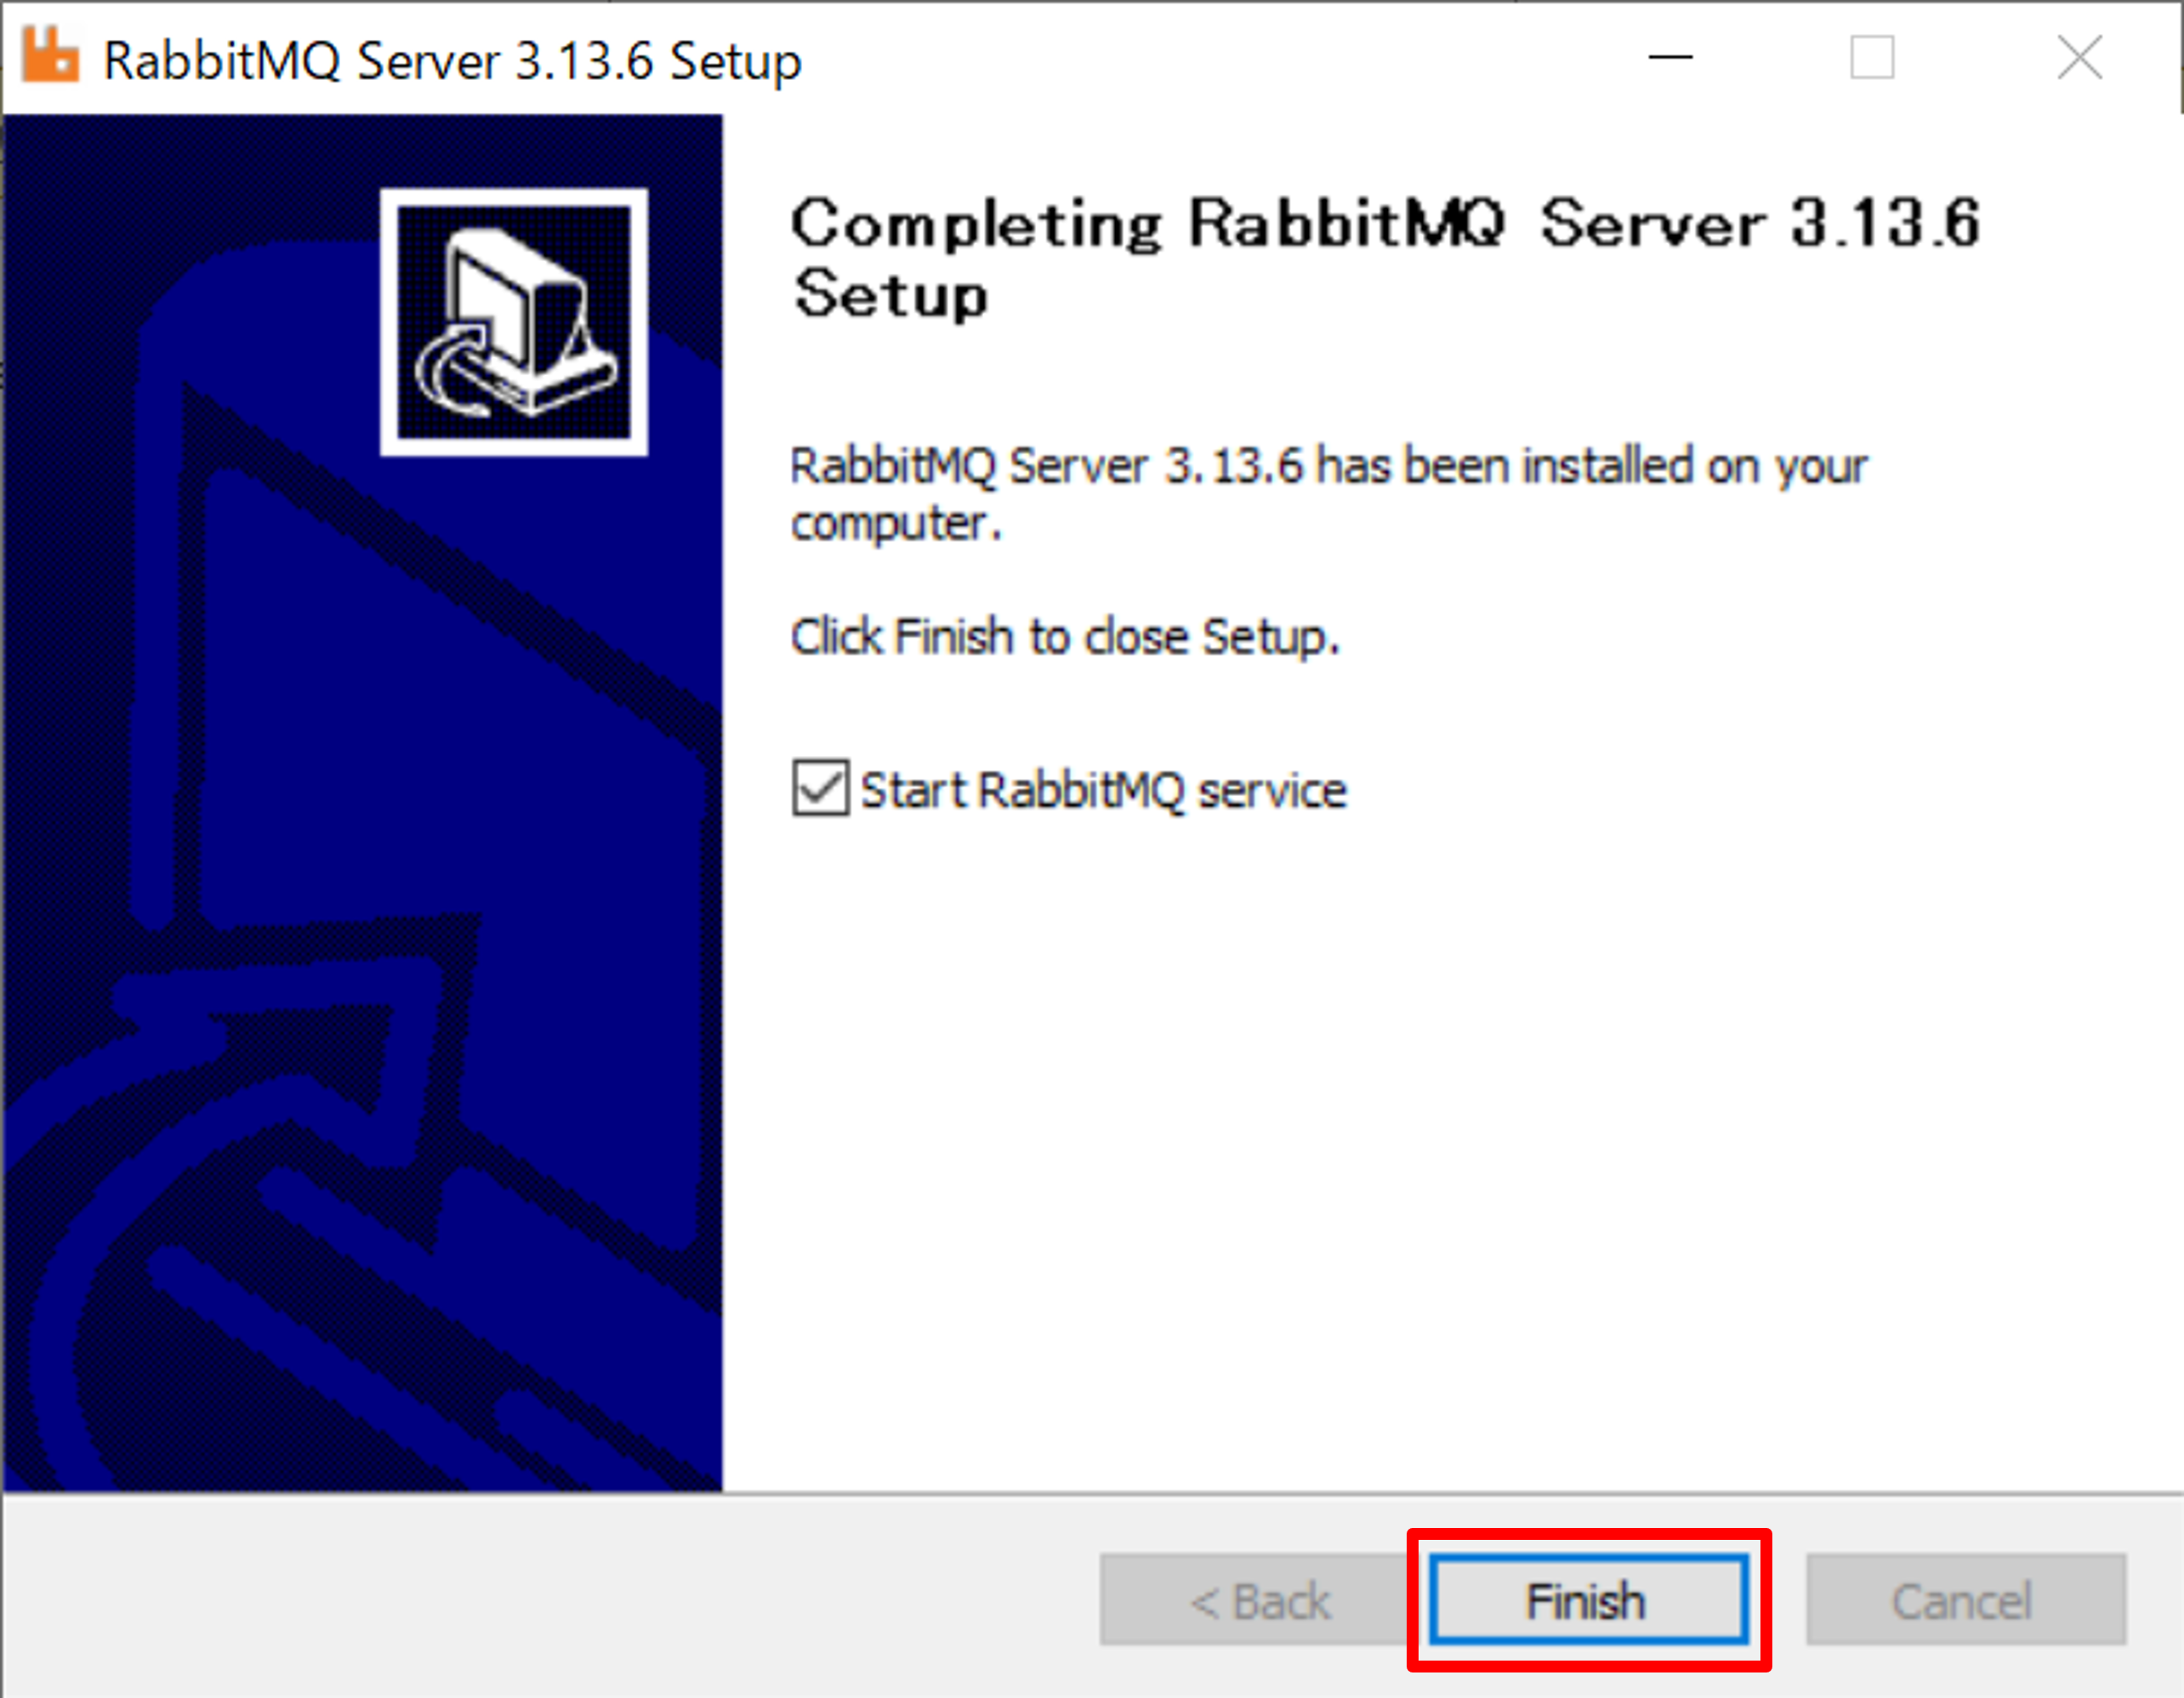 RabbitMQ Server 3.13.6 Setup
Completing RabbitMQ Server 3.13.6
Setup
RabbitMQ Server 3.13.6 has been installed on your
computer.
Click Finish to close Setup.
Start RabbitMQ service
< Back
Finish
Cancel